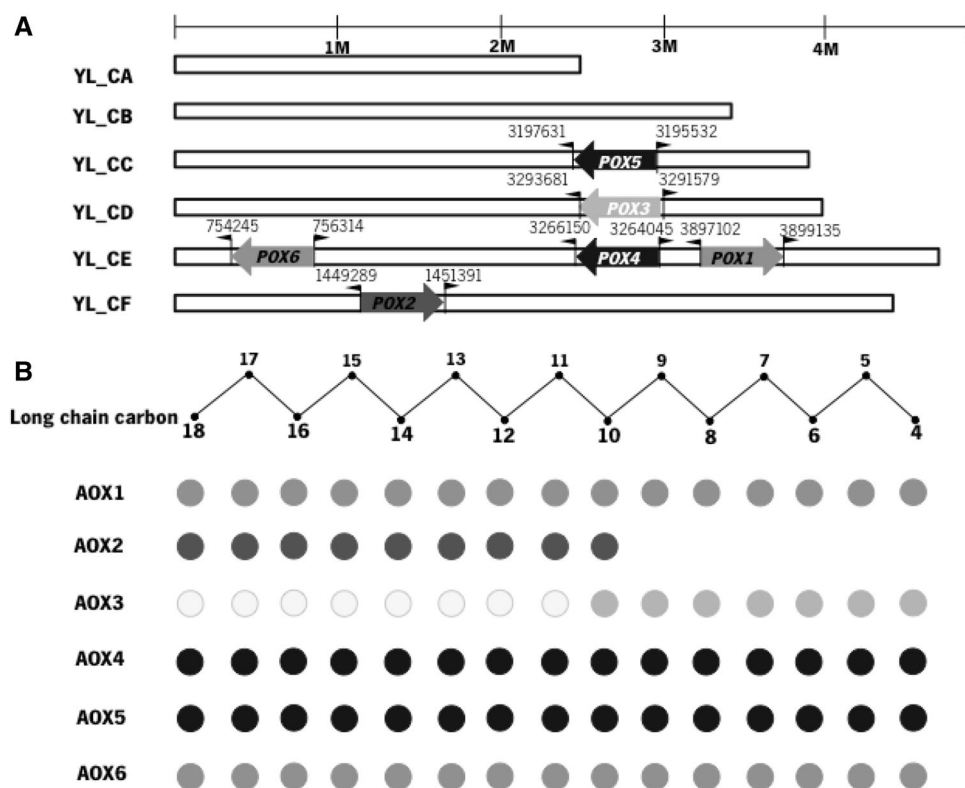 A
1M 2M 3M 4M
YL_CA
YL_CB
3197631 3195532
YL_CC POX5
3293681 3291579
YL_CD POX3
754245 756314 3266150 3264045 3897102 3899135
YL_CE POX6 POX4 POX1
1449289 1451391
YL_CF POX2
B
17 15 13 11 9 7 5
Long chain carbon
18 16 14 12 10 8 6 4
AOX1
AOX2
AOX3
AOX4
AOX5
AOX6